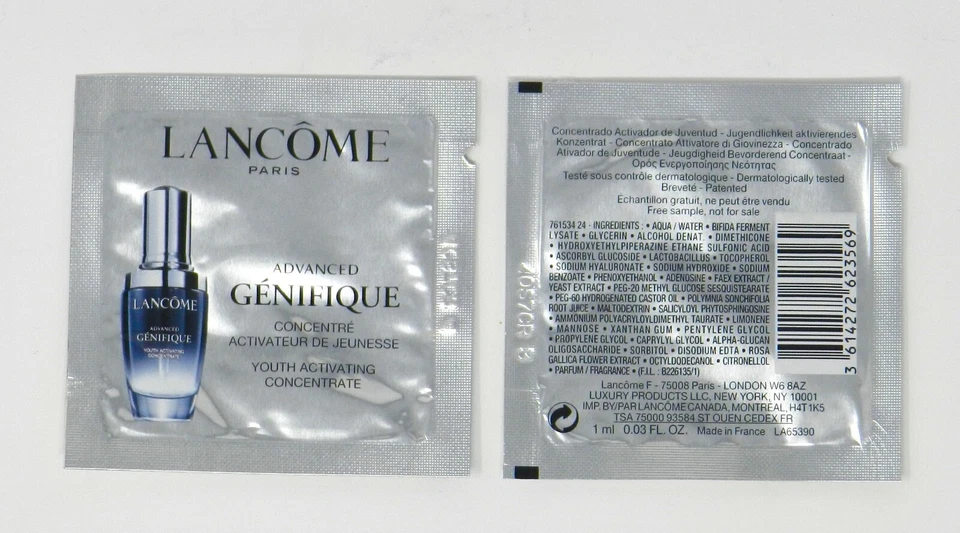 LANCÔME
PARIS
LANCÔME
ADVANCED
GÉNIFIQUE
YOUTH ACTIVATING
CONCENTRATE
ADVANCED
GÉNIFIQUE
CONCENTRÉ
ACTIVATEUR DE JEUNESSE
YOUTH ACTIVATING
CONCENTRATE
Concentrado Activador de Juventud - Jugendlichkeit aktivierendes
Konzentrat - Concentrato Attivatore di Giovinezza - Concentrado
Ativador de Juventude - Jeugdigheid Bevorderend Concentraat -
Ορός Ενεργοποίησης Νεότητας
Testé sous contrôle dermatologique - Dermatologically tested
Breveté - Patented
Échantillon gratuit, ne peut être vendu
Free sample, not for sale
761534 24 - INGREDIENTS : • AQUA / WATER • BIFIDA FERMENT
LYSATE • GLYCERIN • ALCOHOL DENAT. • DIMETHICONE
• HYDROXYETHYLPIPERAZINE ETHANE SULFONIC ACID
• ASCORBYL GLUCOSIDE • LACTOBACILLUS • TOCOPHEROL
• SODIUM HYALURONATE • SODIUM HYDROXIDE • SODIUM
BENZOATE • PHENOXYETHANOL • ADENOSINE • FAEX EXTRACT /
YEAST EXTRACT • PEG-20 METHYL GLUCOSE SESQUISTEARATE
• PEG-60 HYDROGENATED CASTOR OIL • POLYMNIA SONCHIFOLIA
ROOT JUICE • MALTODEXTRIN • SALICYLOYL PHYTOSPHINGOSINE
• AMMONIUM POLYACRYLOYLDIMETHYL TAURATE • LIMONENE
• MANNOSE • XANTHAN GUM • PENTYLENE GLYCOL
• PROPYLENE GLYCOL • CAPRYLYL GLYCOL • ALPHA-GLUCAN
OLIGOSACCHARIDE • SORBITOL • DISODIUM EDTA • ROSA
GALLICA FLOWER EXTRACT • OCTYLDODECANOL • CITRONELLOL
• PARFUM / FRAGRANCE • (F.I.L. : B226135/1)
3 614272 623569
Lancôme F - 75008 Paris - LONDON W6 8AZ
LUXURY PRODUCTS LLC, NEW YORK, NY 10001
IMP. BY/PAR LANCÔME CANADA, MONTREAL, H4T 1K5
TSA 75000 93584 ST OUEN CEDEX FR
1 ml 0.03 FL. OZ. Made in France LA65390